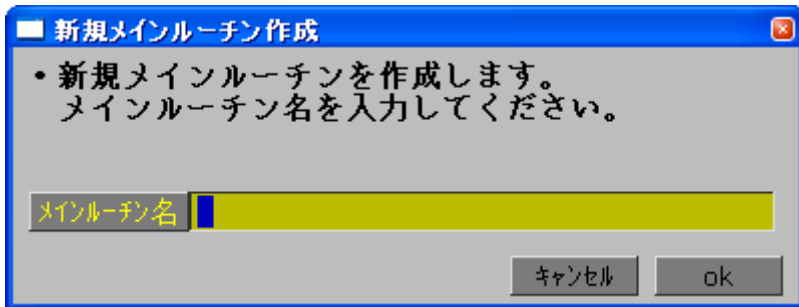 新規メインルーチン作成
・新規メインルーチンを作成します。
メインルーチン名を入力してください。
ﾒｲﾝﾙｰﾁﾝ名
ｷｬﾝｾﾙ
ok